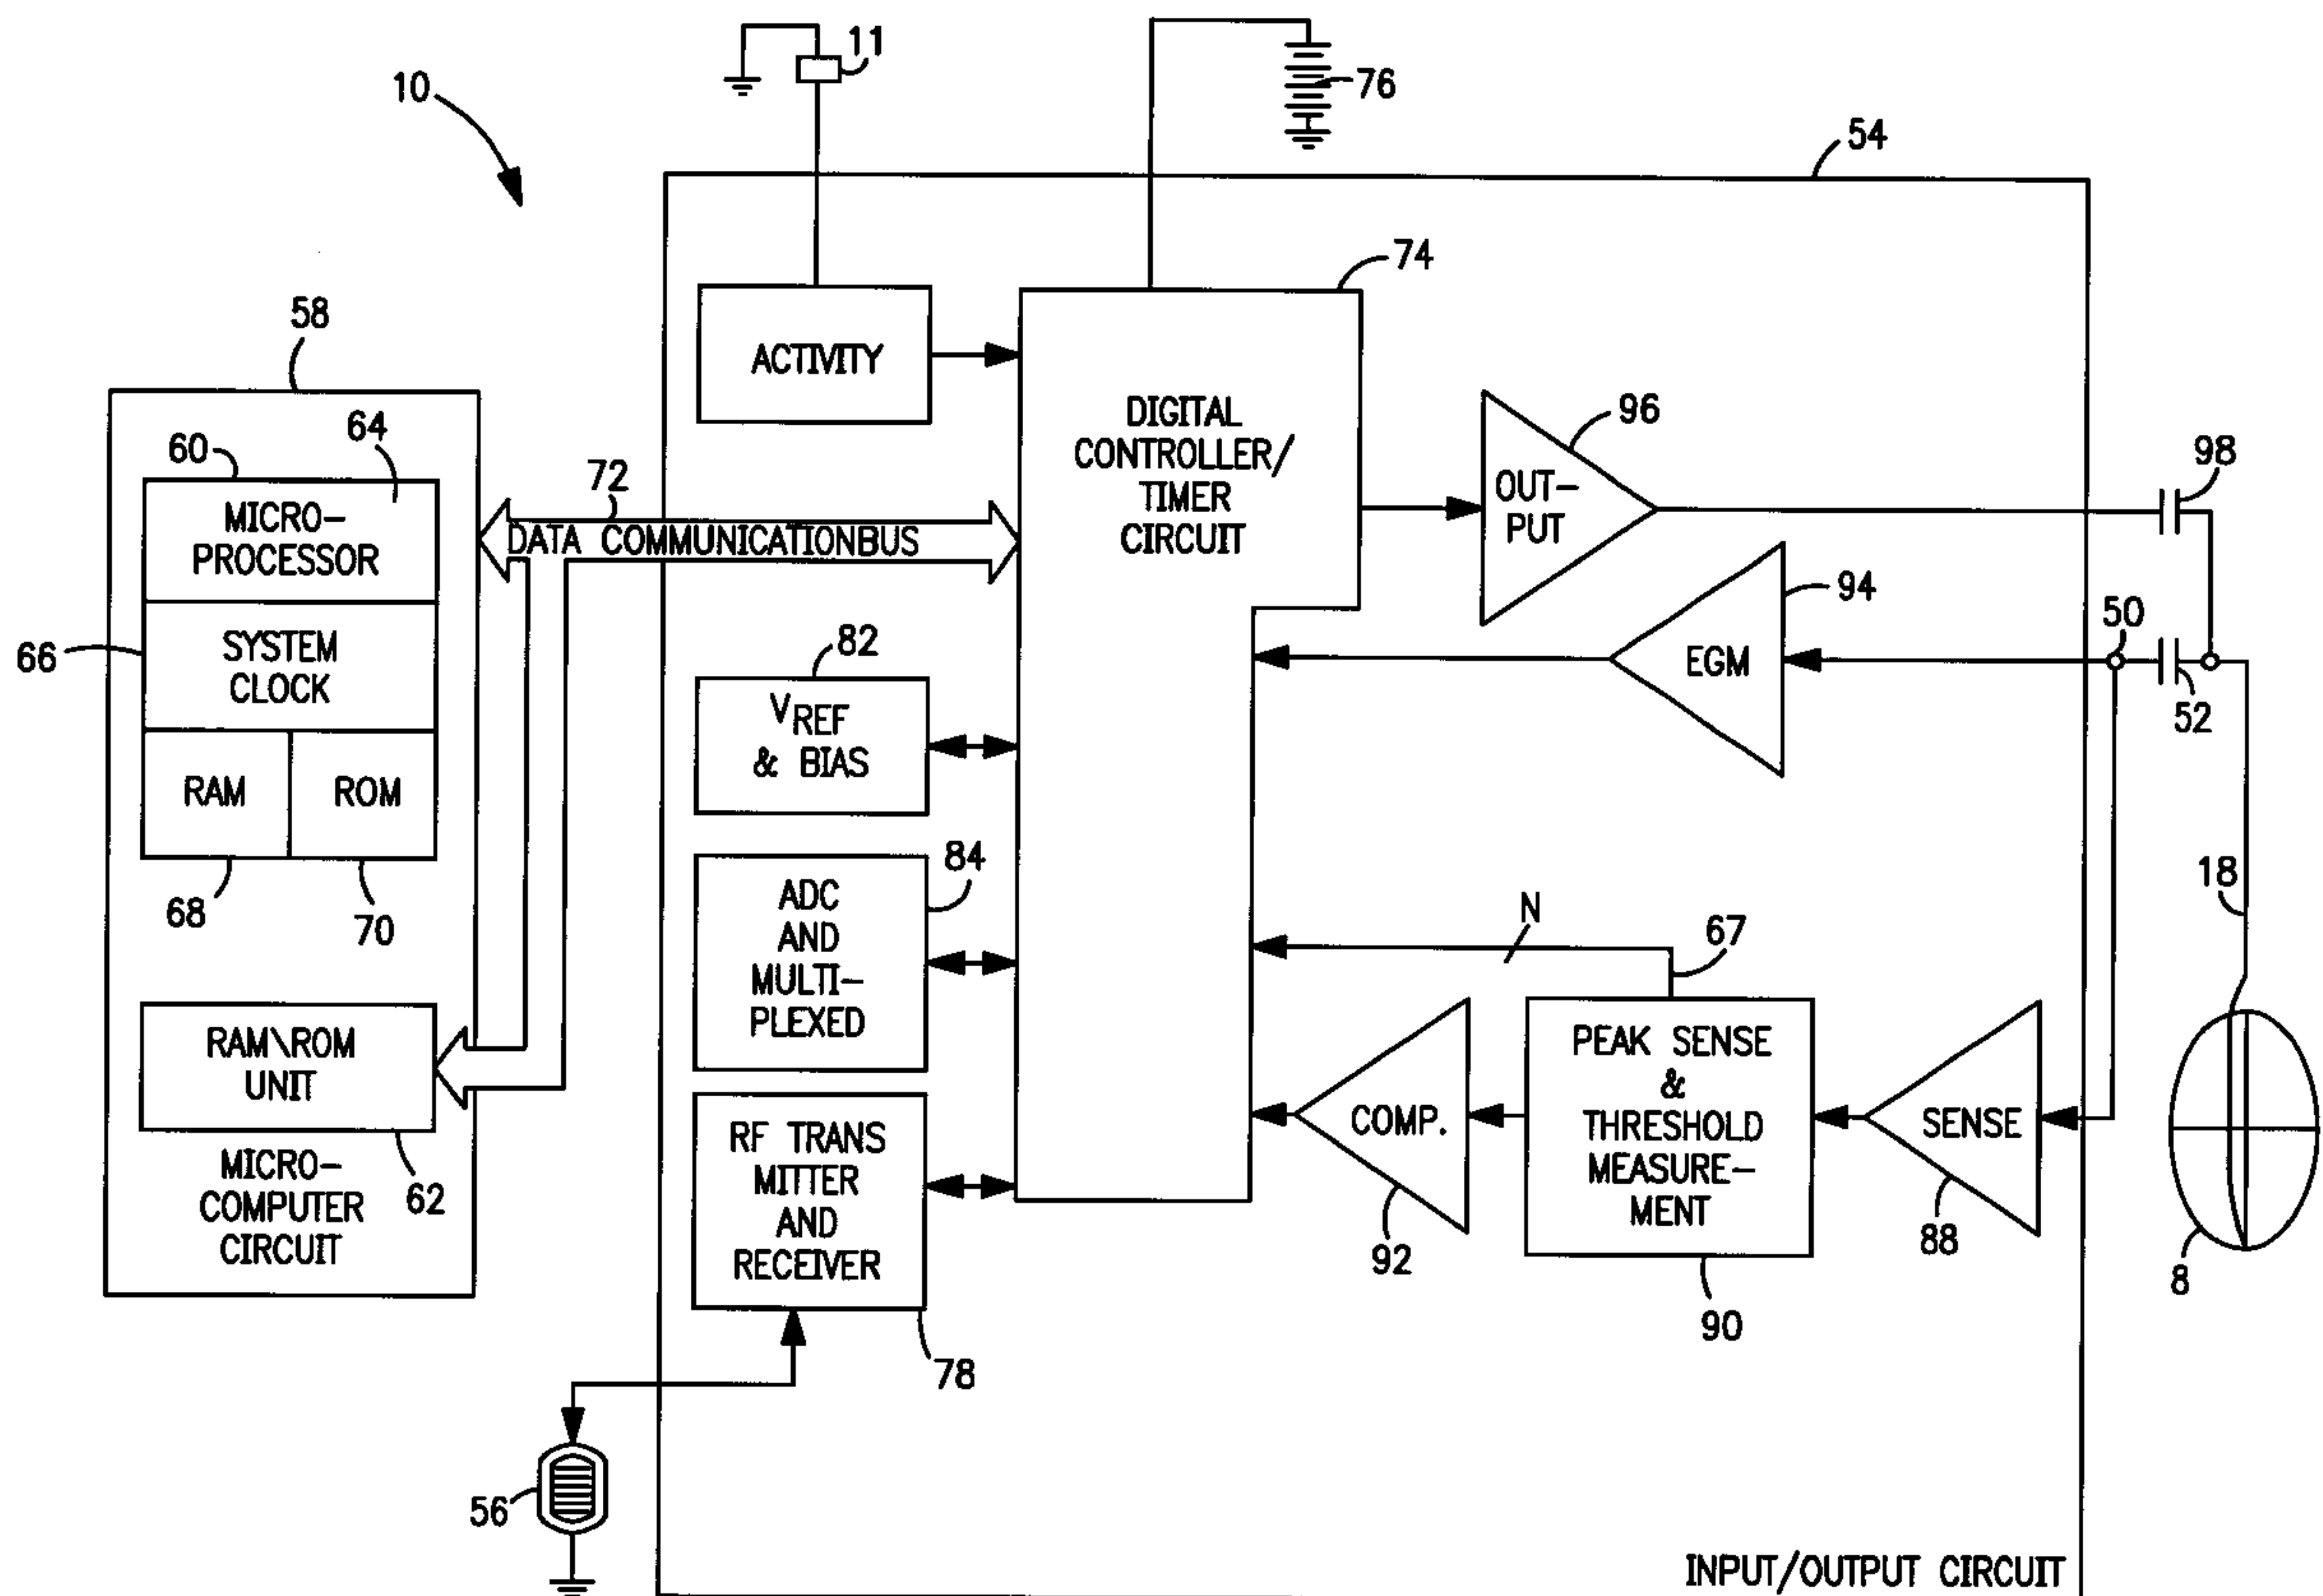 11
76
10
54
74
58
ACTIVITY
DIGITAL
CONTROLLER/
TIMER
CIRCUIT
96
64
60
72
98
OUT-
PUT
MICRO-
PROCESSOR
DATA COMMUNICATIONBUS
94
50
66
SYSTEM
CLOCK
82
EGM
VREF
& BIAS
52
RAM
ROM
84
68
70
ADC
AND
MULTI-
PLEXED
N
67
18
RAM\ROM
UNIT
PEAK SENSE
&
THRESHOLD
MEASURE-
MENT
COMP.
SENSE
62
MICRO-
COMPUTER
CIRCUIT
RF TRANS
MITTER
AND
RECEIVER
92
88
8
90
78
56
INPUT/OUTPUT CIRCUIT